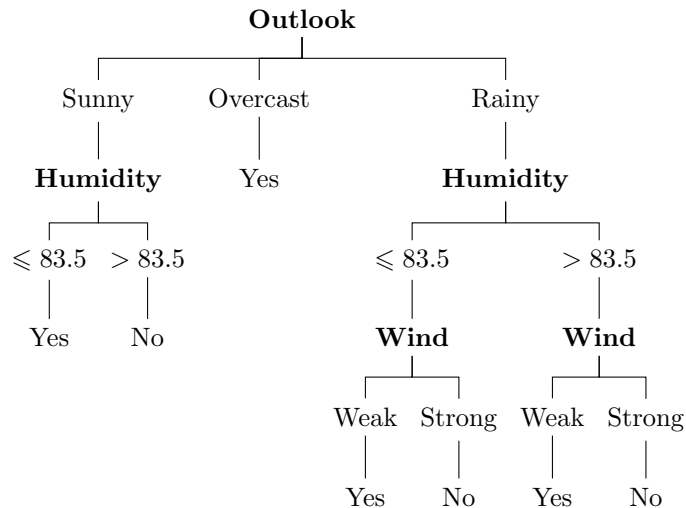 Outlook
Sunny Overcast Rainy
Humidity Yes Humidity
⩽ 83.5 > 83.5 ⩽ 83.5 > 83.5
Yes No Wind Wind
Weak Strong Weak Strong
Yes No Yes No